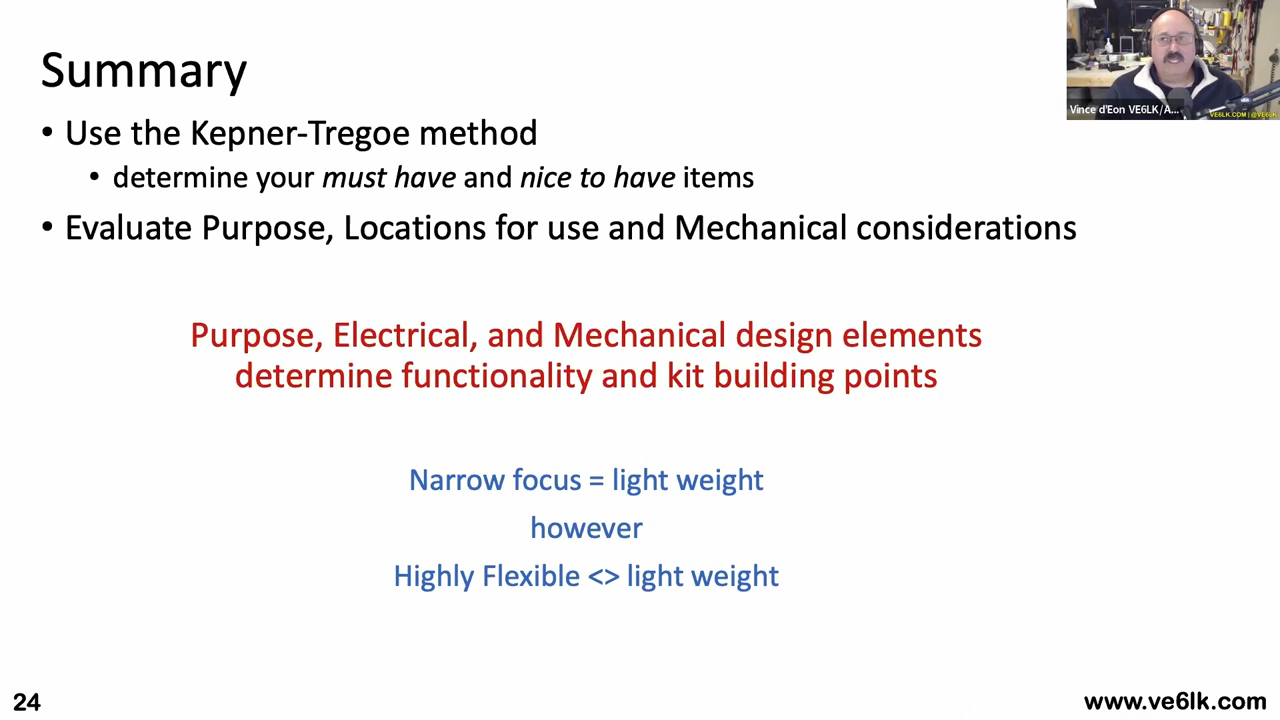 Summary
• Use the Kepner-Tregoe method
• determine your must have and nice to have items
• Evaluate Purpose, Locations for use and Mechanical considerations
Purpose, Electrical, and Mechanical design elements
determine functionality and kit building points
Narrow focus = light weight
however
Highly Flexible <> light weight
24
www.ve6lk.com
Vince d'Eon VE6LK/A...
VE6LK.COM | @VE6LK